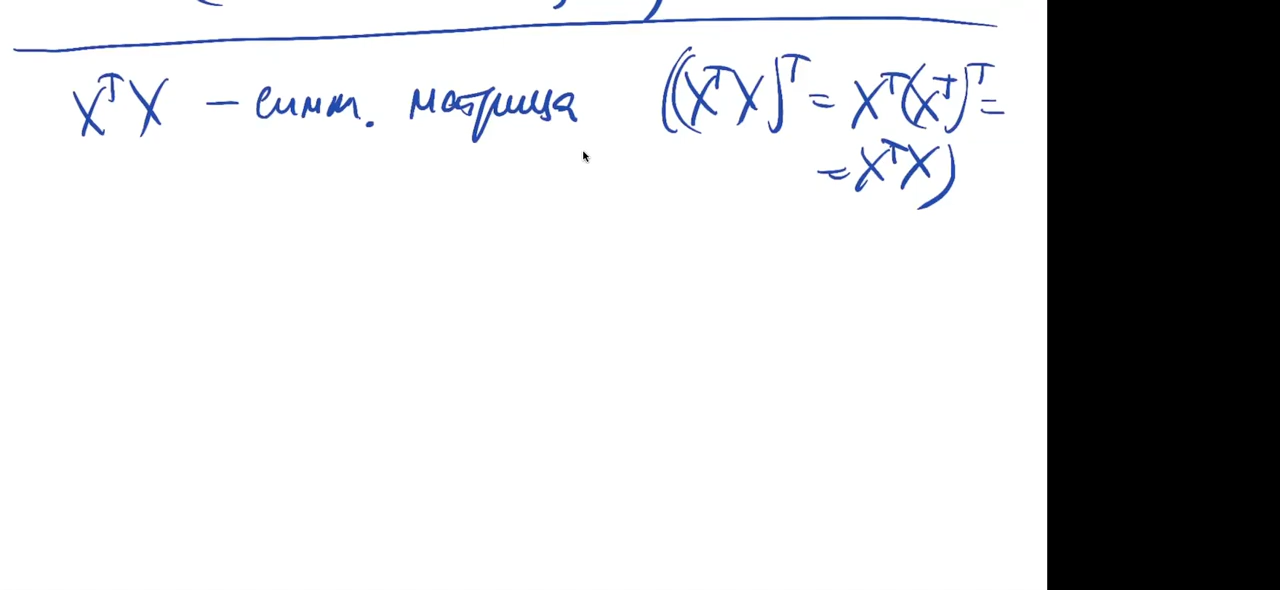 XᵀX – симм. матрица ((XᵀX)ᵀ = Xᵀ(Xᵀ)ᵀ =
= XᵀX)